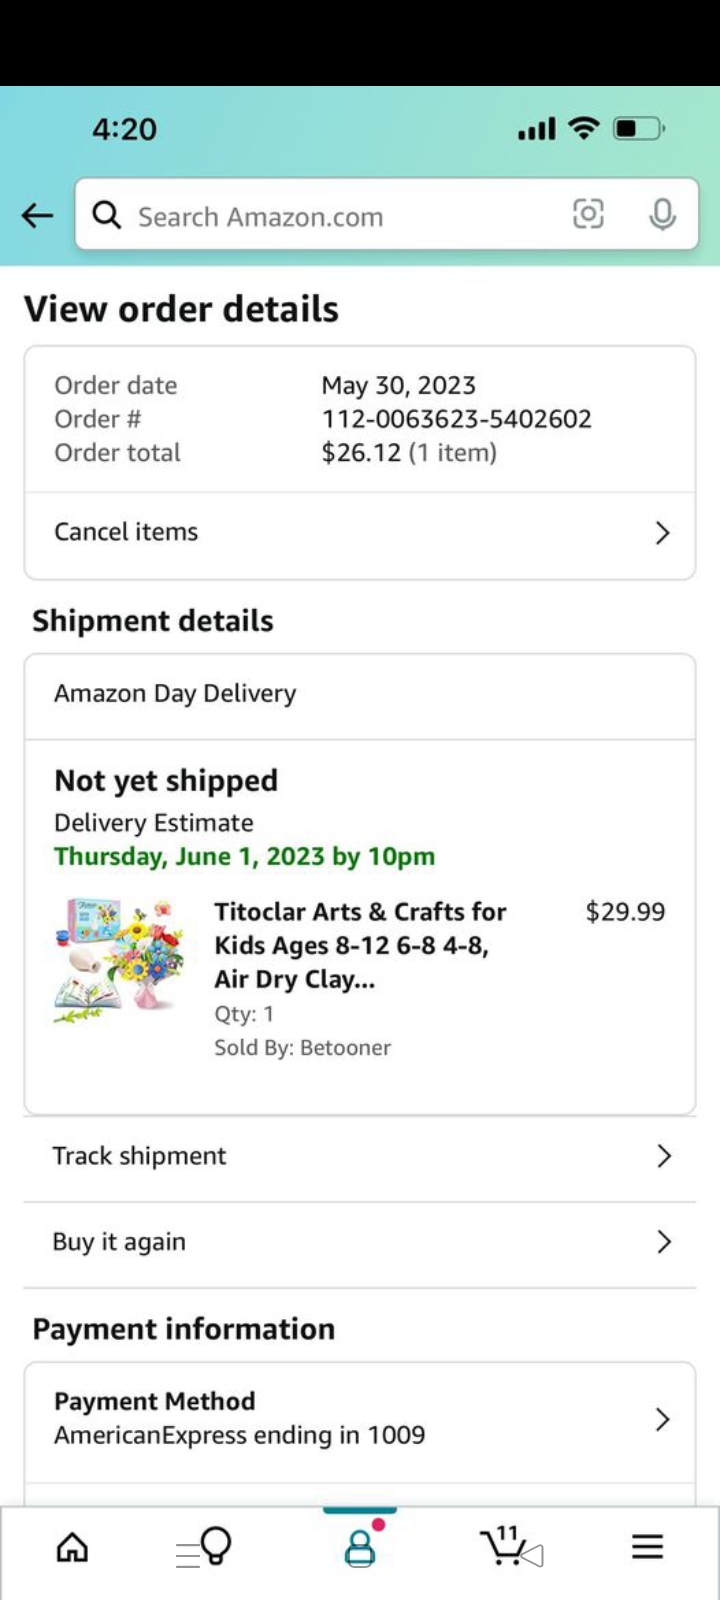 4:20
Search Amazon.com
View order details
Order date May 30, 2023
Order # 112-0063623-5402602
Order total $26.12 (1 item)
Cancel items
Shipment details
Amazon Day Delivery
Not yet shipped
Delivery Estimate
Thursday, June 1, 2023 by 10pm
Titoclar Arts & Crafts for $29.99
Kids Ages 8-12 6-8 4-8,
Air Dry Clay...
Qty: 1
Sold By: Betooner
Track shipment
Buy it again
Payment information
Payment Method
AmericanExpress ending in 1009
11